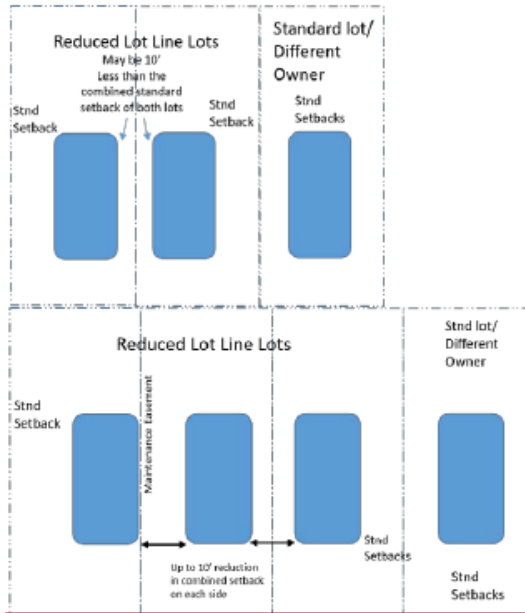 Reduced Lot Line Lots
May be 10'
Less than the
combined standard
setback of both lots
Standard lot/
Different
Owner
Stnd
Setback
Stnd
Setback
Stnd
Setbacks
Reduced Lot Line Lots
Stnd lot/
Different
Owner
Stnd
Setback
Maintenance Easement
Stnd
Setbacks
Up to 10' reduction
in combined setback
on each side
Stnd
Setbacks